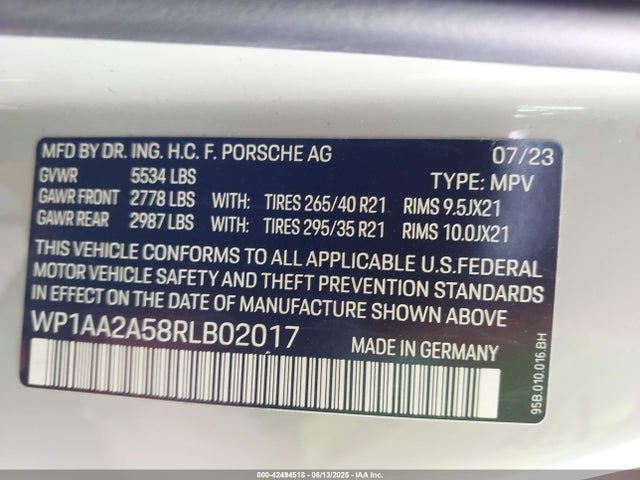 MFD BY DR. ING. H.C. F. PORSCHE AG 07/23
GVWR 5534 LBS TYPE: MPV
GAWR FRONT 2778 LBS WITH: TIRES 265/40 R21 RIMS 9.5JX21
GAWR REAR 2987 LBS WITH: TIRES 295/35 R21 RIMS 10.0JX21
THIS VEHICLE CONFORMS TO ALL APPLICABLE U.S.FEDERAL
MOTOR VEHICLE SAFETY AND THEFT PREVENTION STANDARDS
IN EFFECT ON THE DATE OF MANUFACTURE SHOWN ABOVE
WP1AA2A58RLB02017 MADE IN GERMANY
95B.010.016.BH
000-42494518 - 06/13/2025 - IAA Inc.